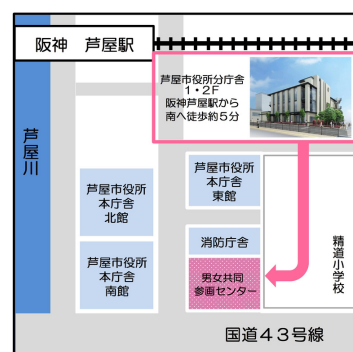 阪神 芦屋駅
芦屋市役所分庁舎
1・2F
阪神芦屋駅から
南へ徒歩約5分
芦屋川
芦屋市役所
本庁舎
東館
芦屋市役所
本庁舎
北館
消防庁舎
芦屋市役所
本庁舎
南館
男女共同
参画センター
精道小学校
国道43号線